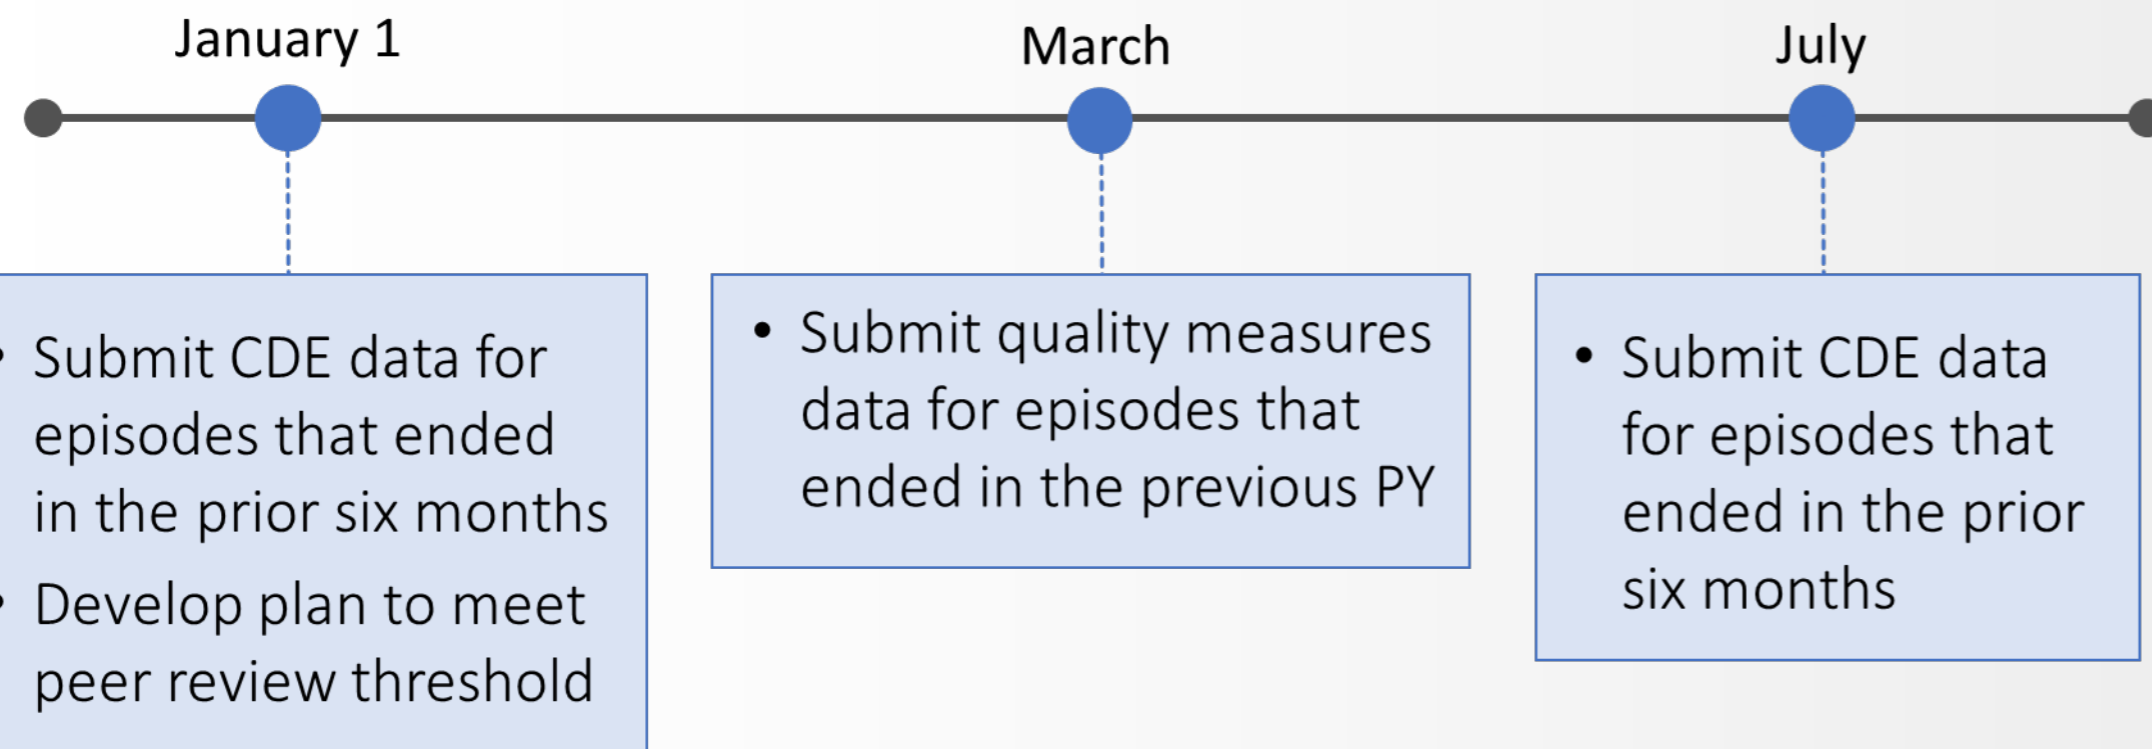 January 1
March
July
• Submit CDE data for
episodes that ended
in the prior six months
• Develop plan to meet
peer review threshold
• Submit quality measures
data for episodes that
ended in the previous PY
• Submit CDE data
for episodes that
ended in the prior
six months